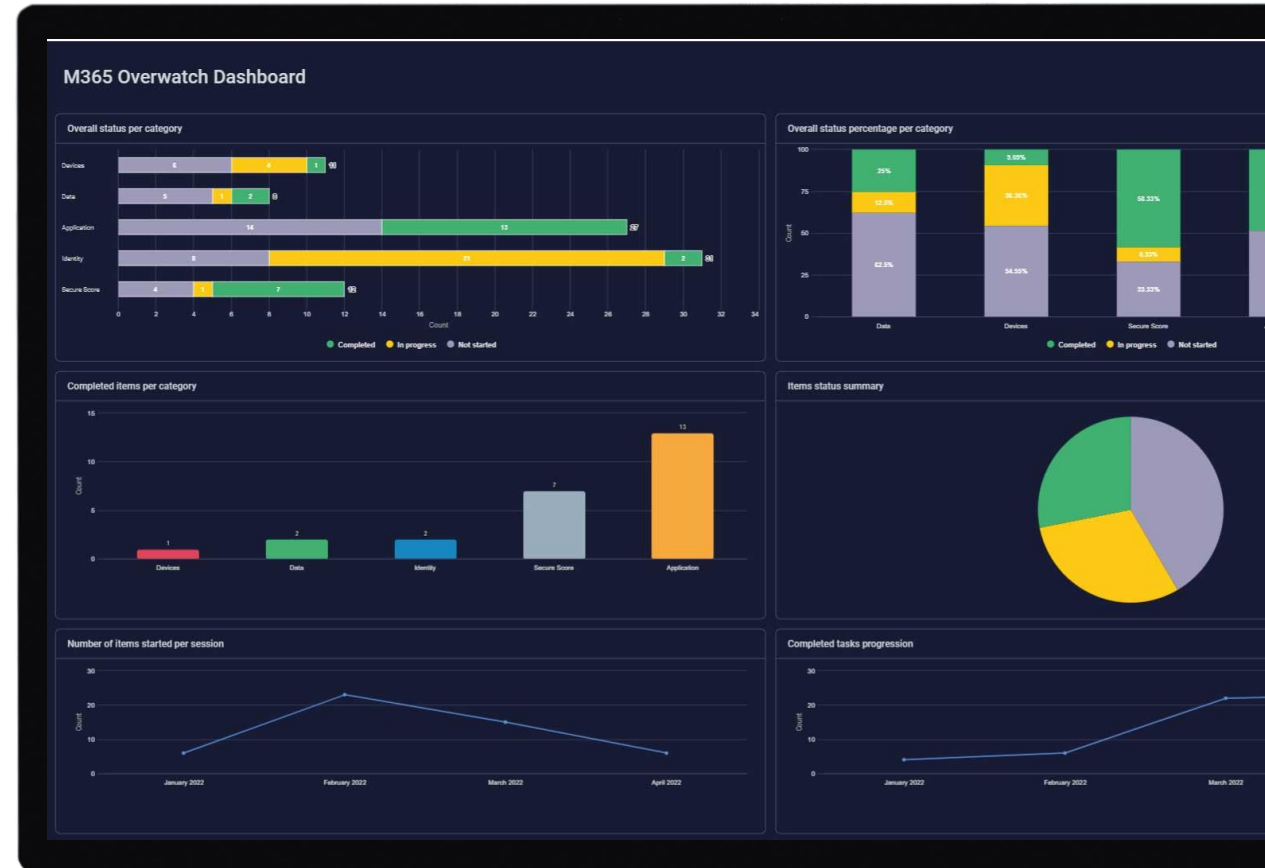 M365 Overwatch Dashboard
Overall status per category
Devices 6 4 1
Data 5 1 2
Application 14 13
Identity 8 21 2
Secure Score 4 1 7
0 2 4 6 8 10 12 14 16 18 20 22 24 26 28 30 32 34
Count
Completed In progress Not started
Overall status percentage per category
100
75
50
25
0
Count
25%
12.5%
62.5%
9.09%
36.36%
54.55%
58.33%
8.33%
33.33%
Data Devices Secure Score
Completed In progress Not started
Completed items per category
15
10
5
0
Count
1 2 2 7 13
Devices Data Identity Secure Score Application
Items status summary
Number of items started per session
30
20
10
0
Count
January 2022 February 2022 March 2022 April 2022
Completed tasks progression
30
20
10
0
Count
January 2022 February 2022 March 2022